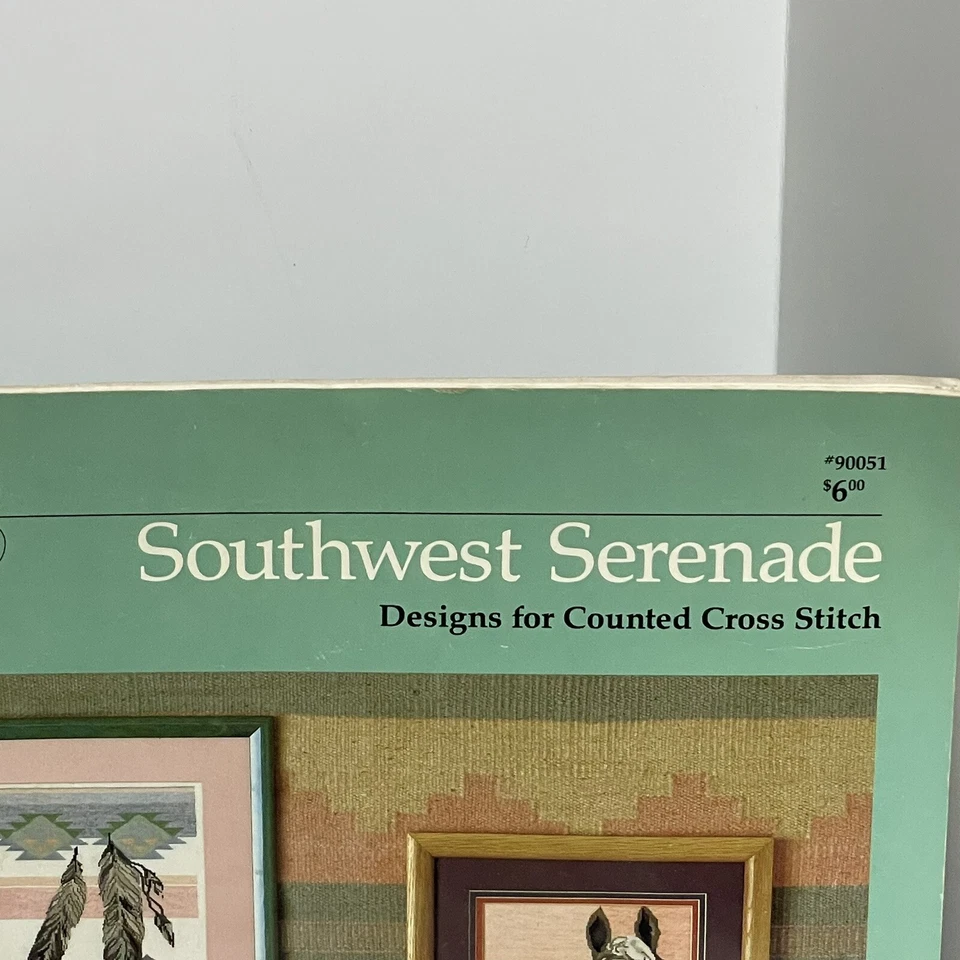 #90051
$6.00
Southwest Serenade
Designs for Counted Cross Stitch